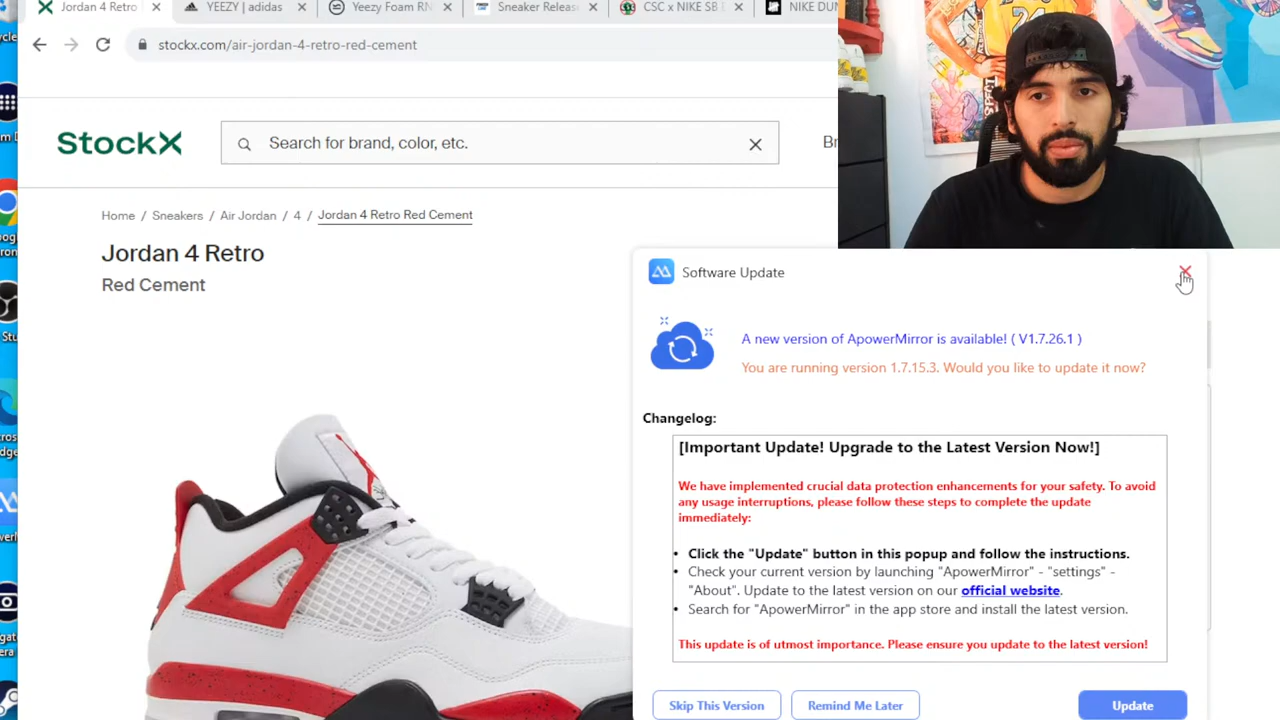 Jordan 4 Retro
YEEZY | adidas
Yeezy Foam RN
Sneaker Releas
CSC x NIKE SB
NIKE DUN
stockx.com/air-jordan-4-retro-red-cement
StockX
Search for brand, color, etc.
Br
Home / Sneakers / Air Jordan / 4 / Jordan 4 Retro Red Cement
Jordan 4 Retro
Red Cement
Software Update
A new version of ApowerMirror is available! ( V1.7.26.1 )
You are running version 1.7.15.3. Would you like to update it now?
Changelog:
[Important Update! Upgrade to the Latest Version Now!]
We have implemented crucial data protection enhancements for your safety. To avoid
any usage interruptions, please follow these steps to complete the update
immediately:
• Click the "Update" button in this popup and follow the instructions.
• Check your current version by launching "ApowerMirror" - "settings" -
"About". Update to the latest version on our official website.
• Search for "ApowerMirror" in the app store and install the latest version.
This update is of utmost importance. Please ensure you update to the latest version!
Skip This Version
Remind Me Later
Update